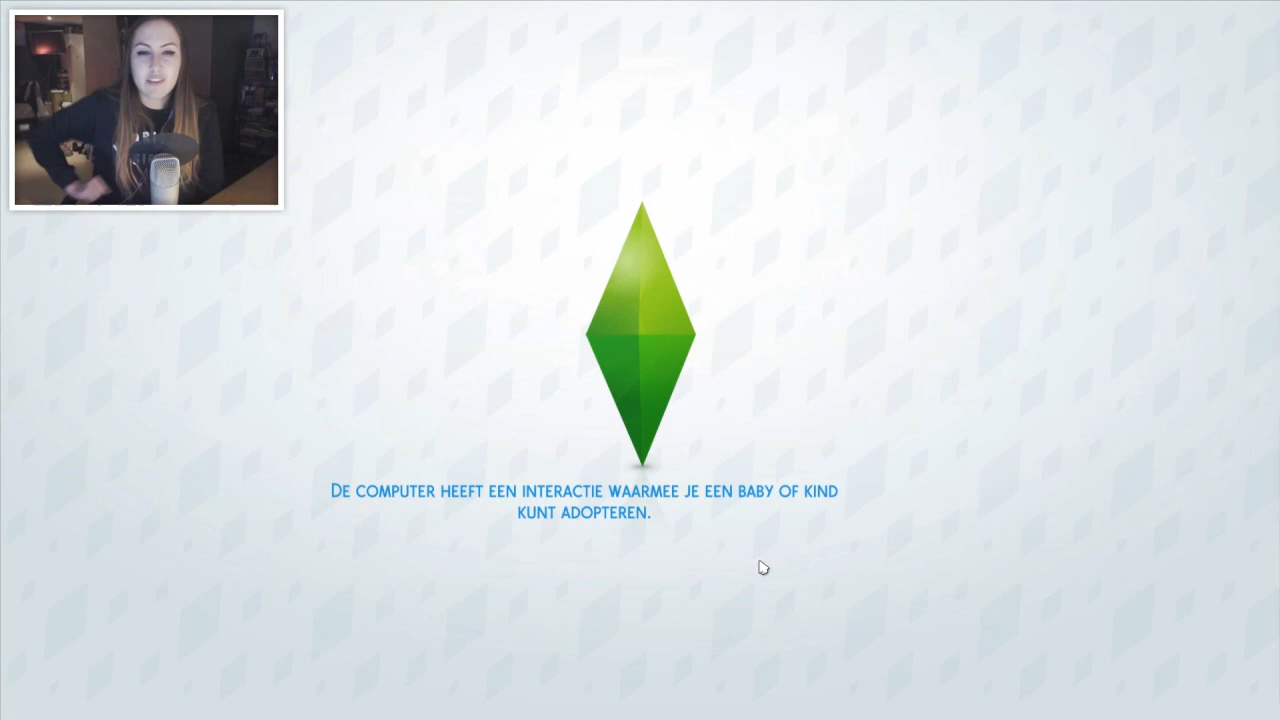 De computer heeft een interactie waarmee je een baby of kind
kunt adopteren.